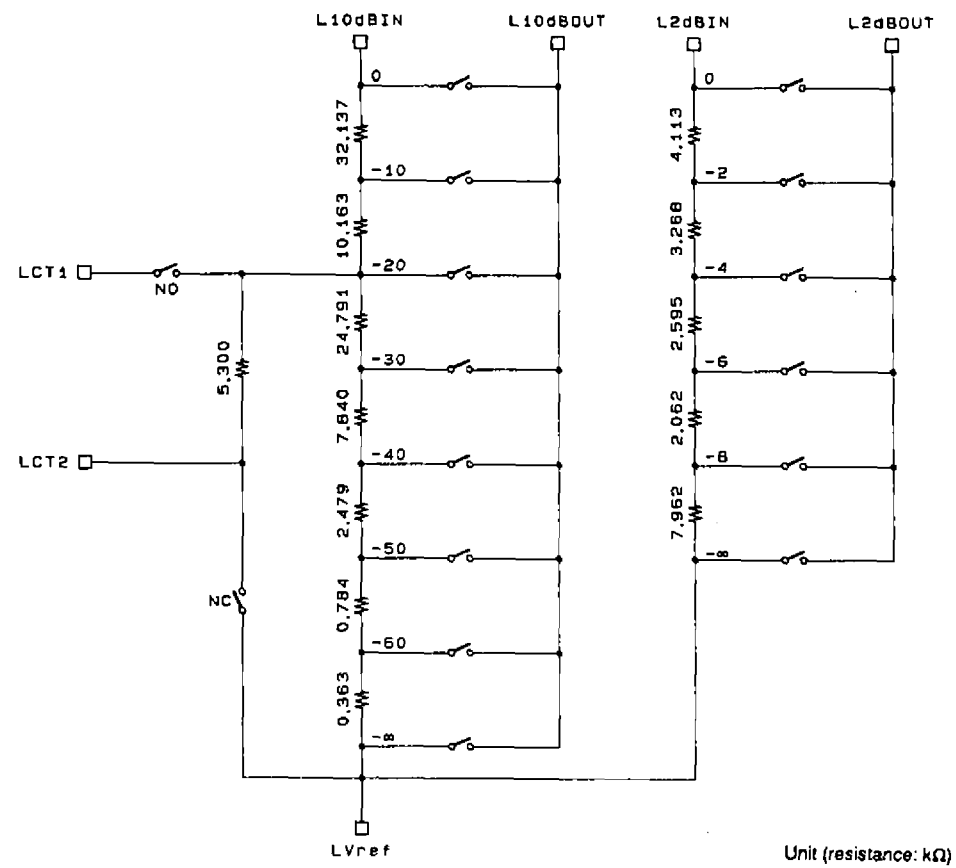 L10dBIN
L10dBOUT
L2dBIN
L2dBOUT
0
32.137
-10
10.163
-20
24.791
-30
7.840
-40
2.479
-50
0.784
-60
0.363
-∞
LCT1
NO
5.300
LCT2
NC
0
4.113
-2
3.268
-4
2.595
-6
2.062
-8
7.962
-∞
LVref
Unit (resistance: kΩ)